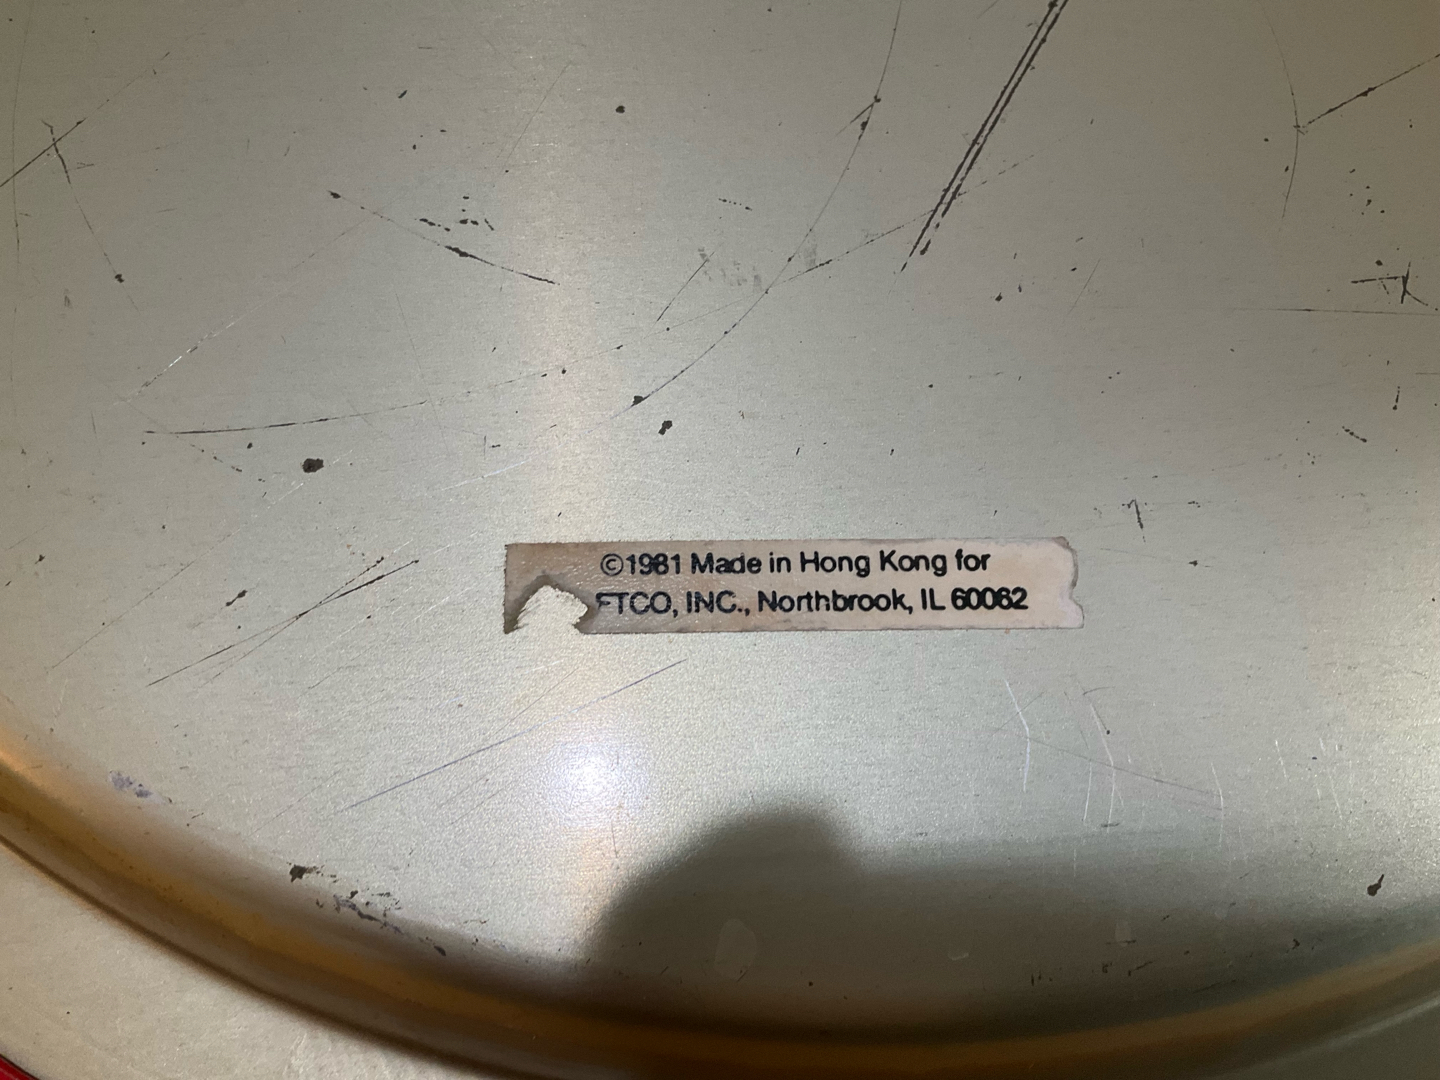 ©1981 Made in Hong Kong for
FTCO, INC., Northbrook, IL 60062